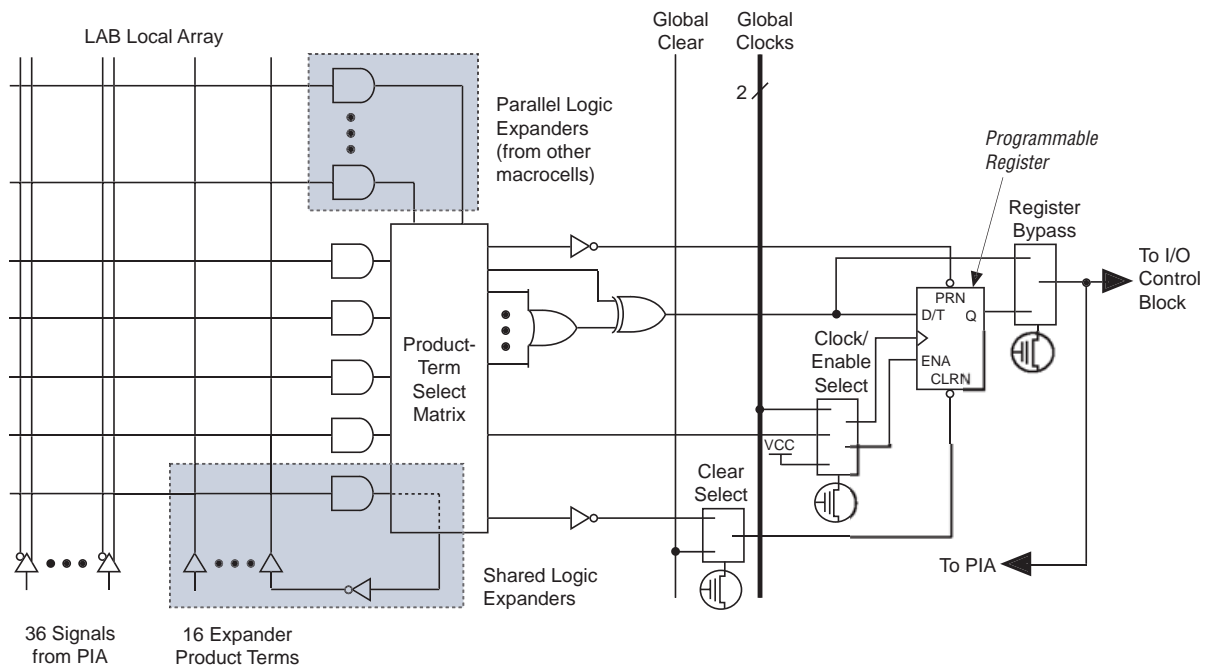 LAB Local Array
Global
Clear
Global
Clocks
2
Parallel Logic
Expanders
(from other
macrocells)
Programmable
Register
Register
Bypass
To I/O
Control
Block
PRN
D/T
Q
ENA
CLRN
Clock/
Enable
Select
Product-
Term
Select
Matrix
VCC
Clear
Select
To PIA
Shared Logic
Expanders
36 Signals
from PIA
16 Expander
Product Terms